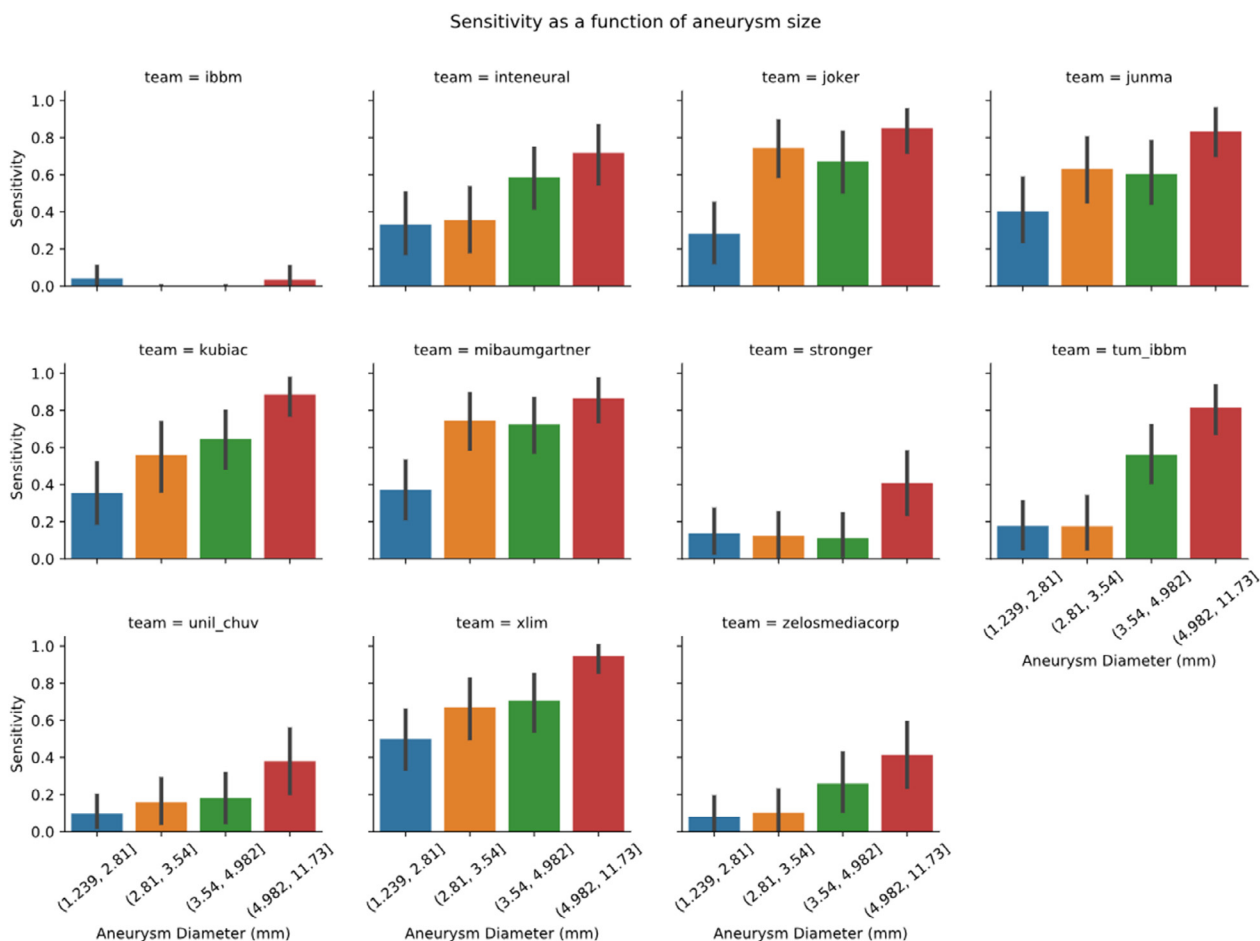 Sensitivity as a function of aneurysm size
team = ibbm
team = inteneural
team = joker
team = junma
1.0
0.8
0.6
0.4
0.2
0.0
Sensitivity
team = kubiac
team = mibaumgartner
team = stronger
team = tum_ibbm
1.0
0.8
0.6
0.4
0.2
0.0
Sensitivity
(1.239, 2.81]
(2.81, 3.54]
(3.54, 4.982]
(4.982, 11.73]
Aneurysm Diameter (mm)
team = unil_chuv
team = xlim
team = zelosmediacorp
1.0
0.8
0.6
0.4
0.2
0.0
Sensitivity
(1.239, 2.81]
(2.81, 3.54]
(3.54, 4.982]
(4.982, 11.73]
(1.239, 2.81]
(2.81, 3.54]
(3.54, 4.982]
(4.982, 11.73]
(1.239, 2.81]
(2.81, 3.54]
(3.54, 4.982]
(4.982, 11.73]
Aneurysm Diameter (mm)
Aneurysm Diameter (mm)
Aneurysm Diameter (mm)